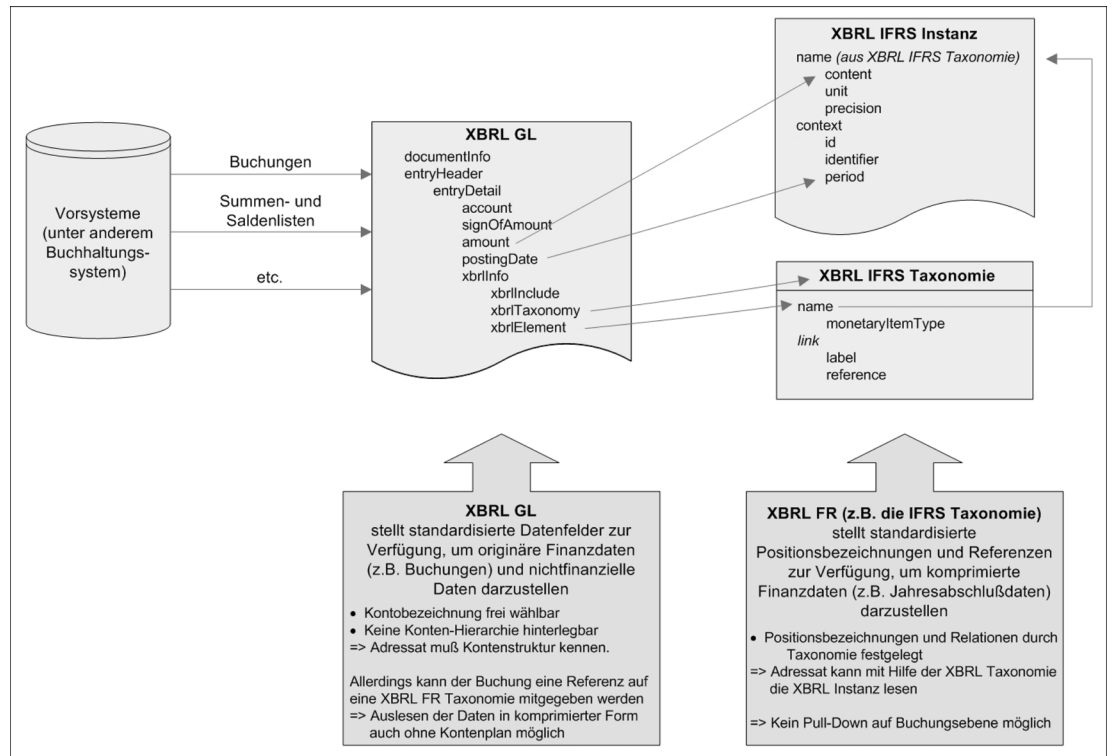 Vorsysteme
(unter anderem
Buchhaltungs-
system)
Buchungen
Summen- und
Saldenlisten
etc.
XBRL GL
documentInfo
entryHeader
entryDetail
account
signOfAmount
amount
postingDate
xbrlInfo
xbrlInclude
xbrlTaxonomy
xbrlElement
XBRL IFRS Instanz
name (aus XBRL IFRS Taxonomie)
content
unit
precision
context
id
identifier
period
XBRL IFRS Taxonomie
name
monetaryItemType
link
label
reference
XBRL GL
stellt standardisierte Datenfelder zur
Verfügung, um originäre Finanzdaten
(z.B. Buchungen) und nichtfinanzielle
Daten darzustellen
• Kontobezeichnung frei wählbar
• Keine Konten-Hierarchie hinterlegbar
=> Adressat muß Kontenstruktur kennen.
Allerdings kann der Buchung eine Referenz auf
eine XBRL FR Taxonomie mitgegeben werden
=> Auslesen der Daten in komprimierter Form
auch ohne Kontenplan möglich
XBRL FR (z.B. die IFRS Taxonomie)
stellt standardisierte
Positionsbezeichnungen und Referenzen
zur Verfügung, um komprimierte
Finanzdaten (z.B. Jahresabschlußdaten)
darzustellen
• Positionsbezeichnungen und Relationen durch
Taxonomie festgelegt
=> Adressat kann mit Hilfe der XBRL Taxonomie
die XBRL Instanz lesen
=> Kein Pull-Down auf Buchungsebene möglich